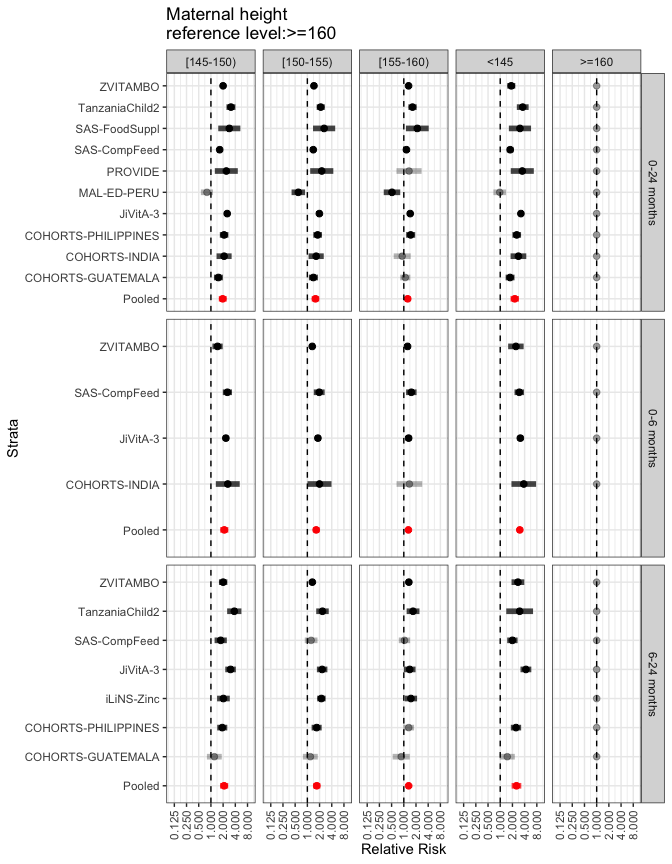 Maternal height
reference level:>=160
[145-150)
[150-155)
[155-160)
<145
>=160
ZVITAMBO
TanzaniaChild2
SAS-FoodSuppl
SAS-CompFeed
PROVIDE
MAL-ED-PERU
JiVitA-3
COHORTS-PHILIPPINES
COHORTS-INDIA
COHORTS-GUATEMALA
Pooled
0-24 months
ZVITAMBO
SAS-CompFeed
JiVitA-3
COHORTS-INDIA
Pooled
0-6 months
ZVITAMBO
TanzaniaChild2
SAS-CompFeed
JiVitA-3
iLiNS-Zinc
COHORTS-PHILIPPINES
COHORTS-GUATEMALA
Pooled
6-24 months
Strata
0.125 0.250 0.500 1.000 2.000 4.000 8.000
0.125 0.250 0.500 1.000 2.000 4.000 8.000
0.125 0.250 0.500 1.000 2.000 4.000 8.000
0.125 0.250 0.500 1.000 2.000 4.000 8.000
0.125 0.250 0.500 1.000 2.000 4.000 8.000
Relative Risk